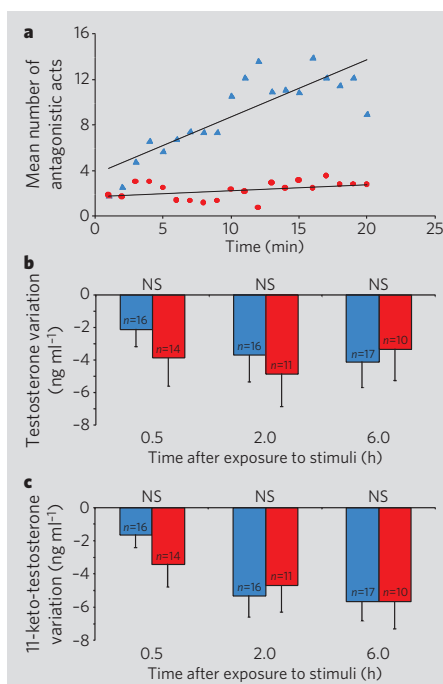 a
Mean number of
antagonistic acts
16
12
8
4
0
0 5 10 15 20 25
Time (min)
b
Testosterone variation
(ng ml⁻¹)
NS NS NS
0
-2
-4
-6
-8
n=16 n=14 n=16 n=11 n=17 n=10
0.5 2.0 6.0
Time after exposure to stimuli (h)
c
11-keto-testosterone
variation (ng ml⁻¹)
NS NS NS
0
-2
-4
-6
-8
n=16 n=14 n=16 n=11 n=17 n=10
0.5 2.0 6.0
Time after exposure to stimuli (h)